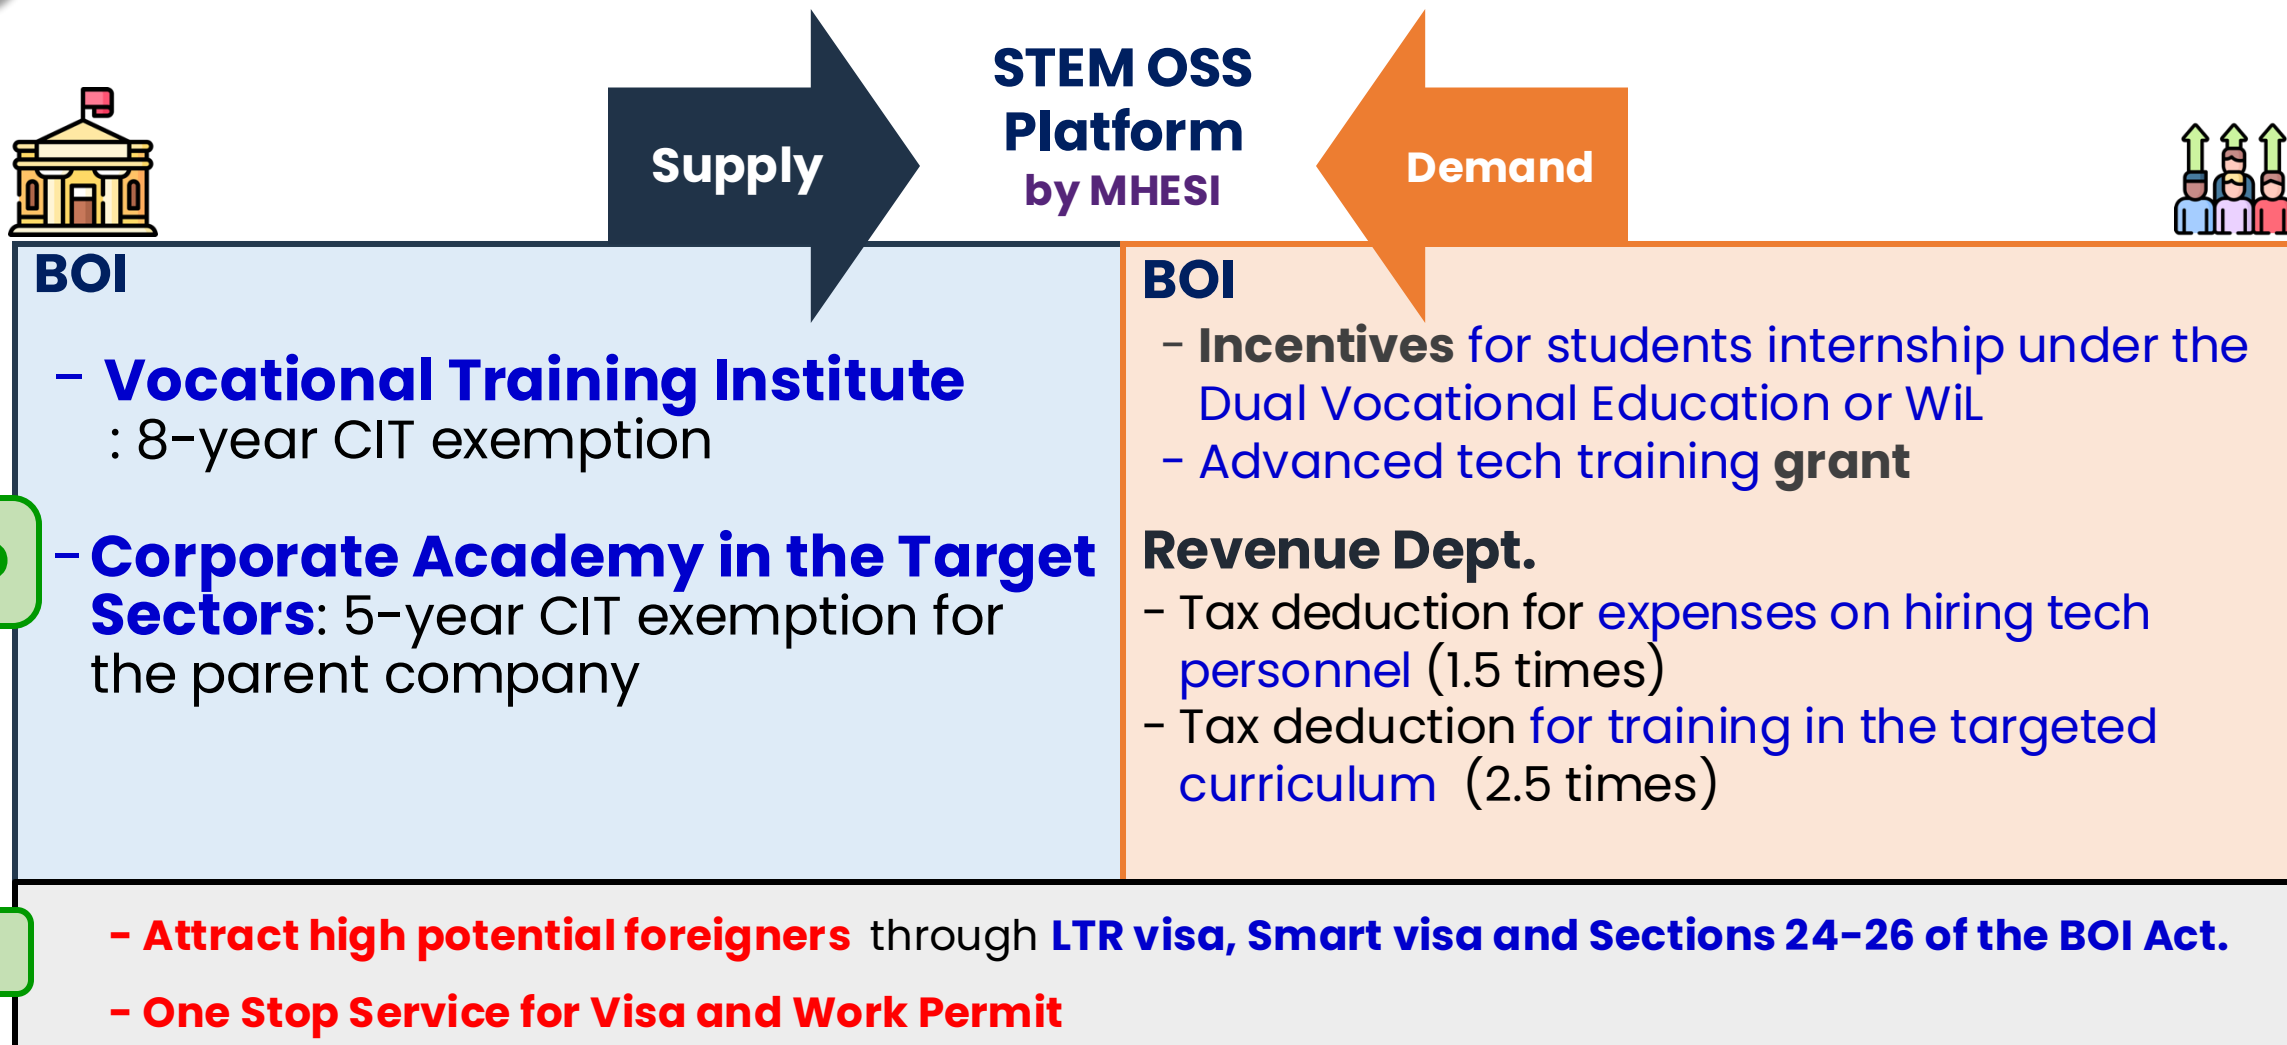 Supply
STEM OSS
Platform
by MHESI
Demand
BOI
- Vocational Training Institute
: 8-year CIT exemption
- Corporate Academy in the Target
Sectors: 5-year CIT exemption for
the parent company
BOI
- Incentives for students internship under the
Dual Vocational Education or WiL
- Advanced tech training grant
Revenue Dept.
- Tax deduction for expenses on hiring tech
personnel (1.5 times)
- Tax deduction for training in the targeted
curriculum (2.5 times)
- Attract high potential foreigners through LTR visa, Smart visa and Sections 24-26 of the BOI Act.
- One Stop Service for Visa and Work Permit